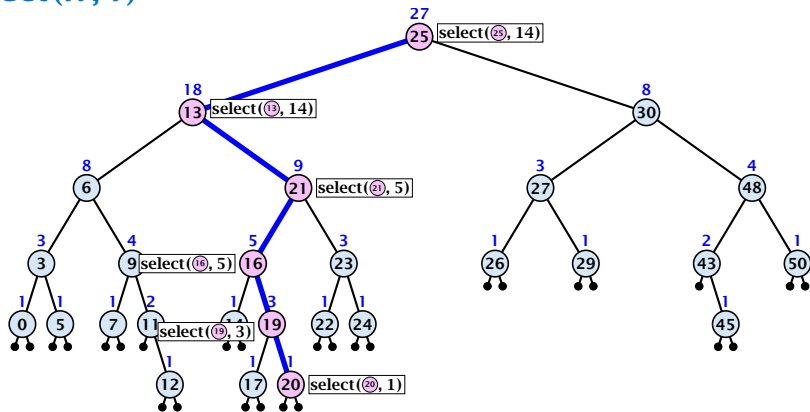 27
25 select(25, 14)
18 8
13 select(13, 14) 30
8 9 3 4
6 21 select(21, 5) 27 48
3 4 5 3 1 1 2 1
3 9 select(16, 5) 16 23 26 29 43 50
1 1 1 2 1 3 1 1 1
0 5 7 11 select(19, 3) 19 22 24 45
1 1 1
12 17 20 select(20, 1)